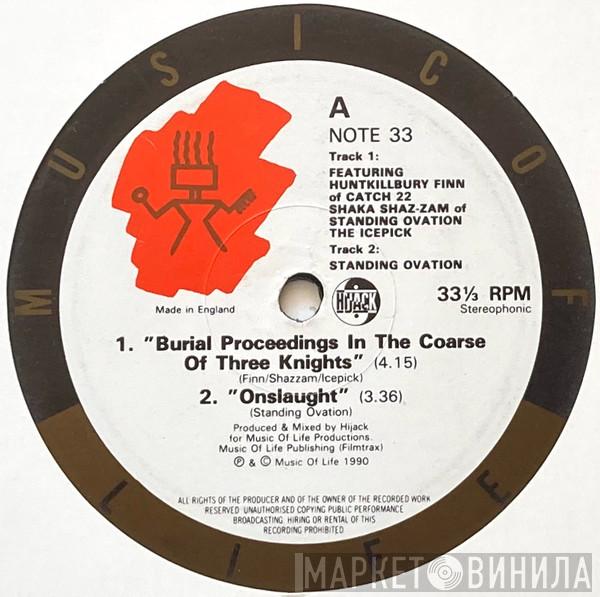 MUSIC OF LIFE
A
NOTE 33
Track 1:
FEATURING
HUNTKILLBURY FINN
of CATCH 22
SHAKA SHAZ-ZAM of
STANDING OVATION
THE ICEPICK
Track 2:
STANDING OVATION
Made in England
HIJACK
33⅓ RPM
Stereophonic
1. "Burial Proceedings In The Coarse
Of Three Knights" (4.15)
(Finn/Shazzam/Icepick)
2. "Onslaught" (3.36)
(Standing Ovation)
Produced & Mixed by Hijack
for Music Of Life Productions.
Music Of Life Publishing (Filmtrax)
℗ & © Music Of Life 1990
ALL RIGHTS OF THE PRODUCER AND OF THE OWNER OF THE RECORDED WORK
RESERVED UNAUTHORISED COPYING PUBLIC PERFORMANCE
BROADCASTING HIRING OR RENTAL OF THIS
RECORDING PROHIBITED
МАРКЕТ ВИНИЛА